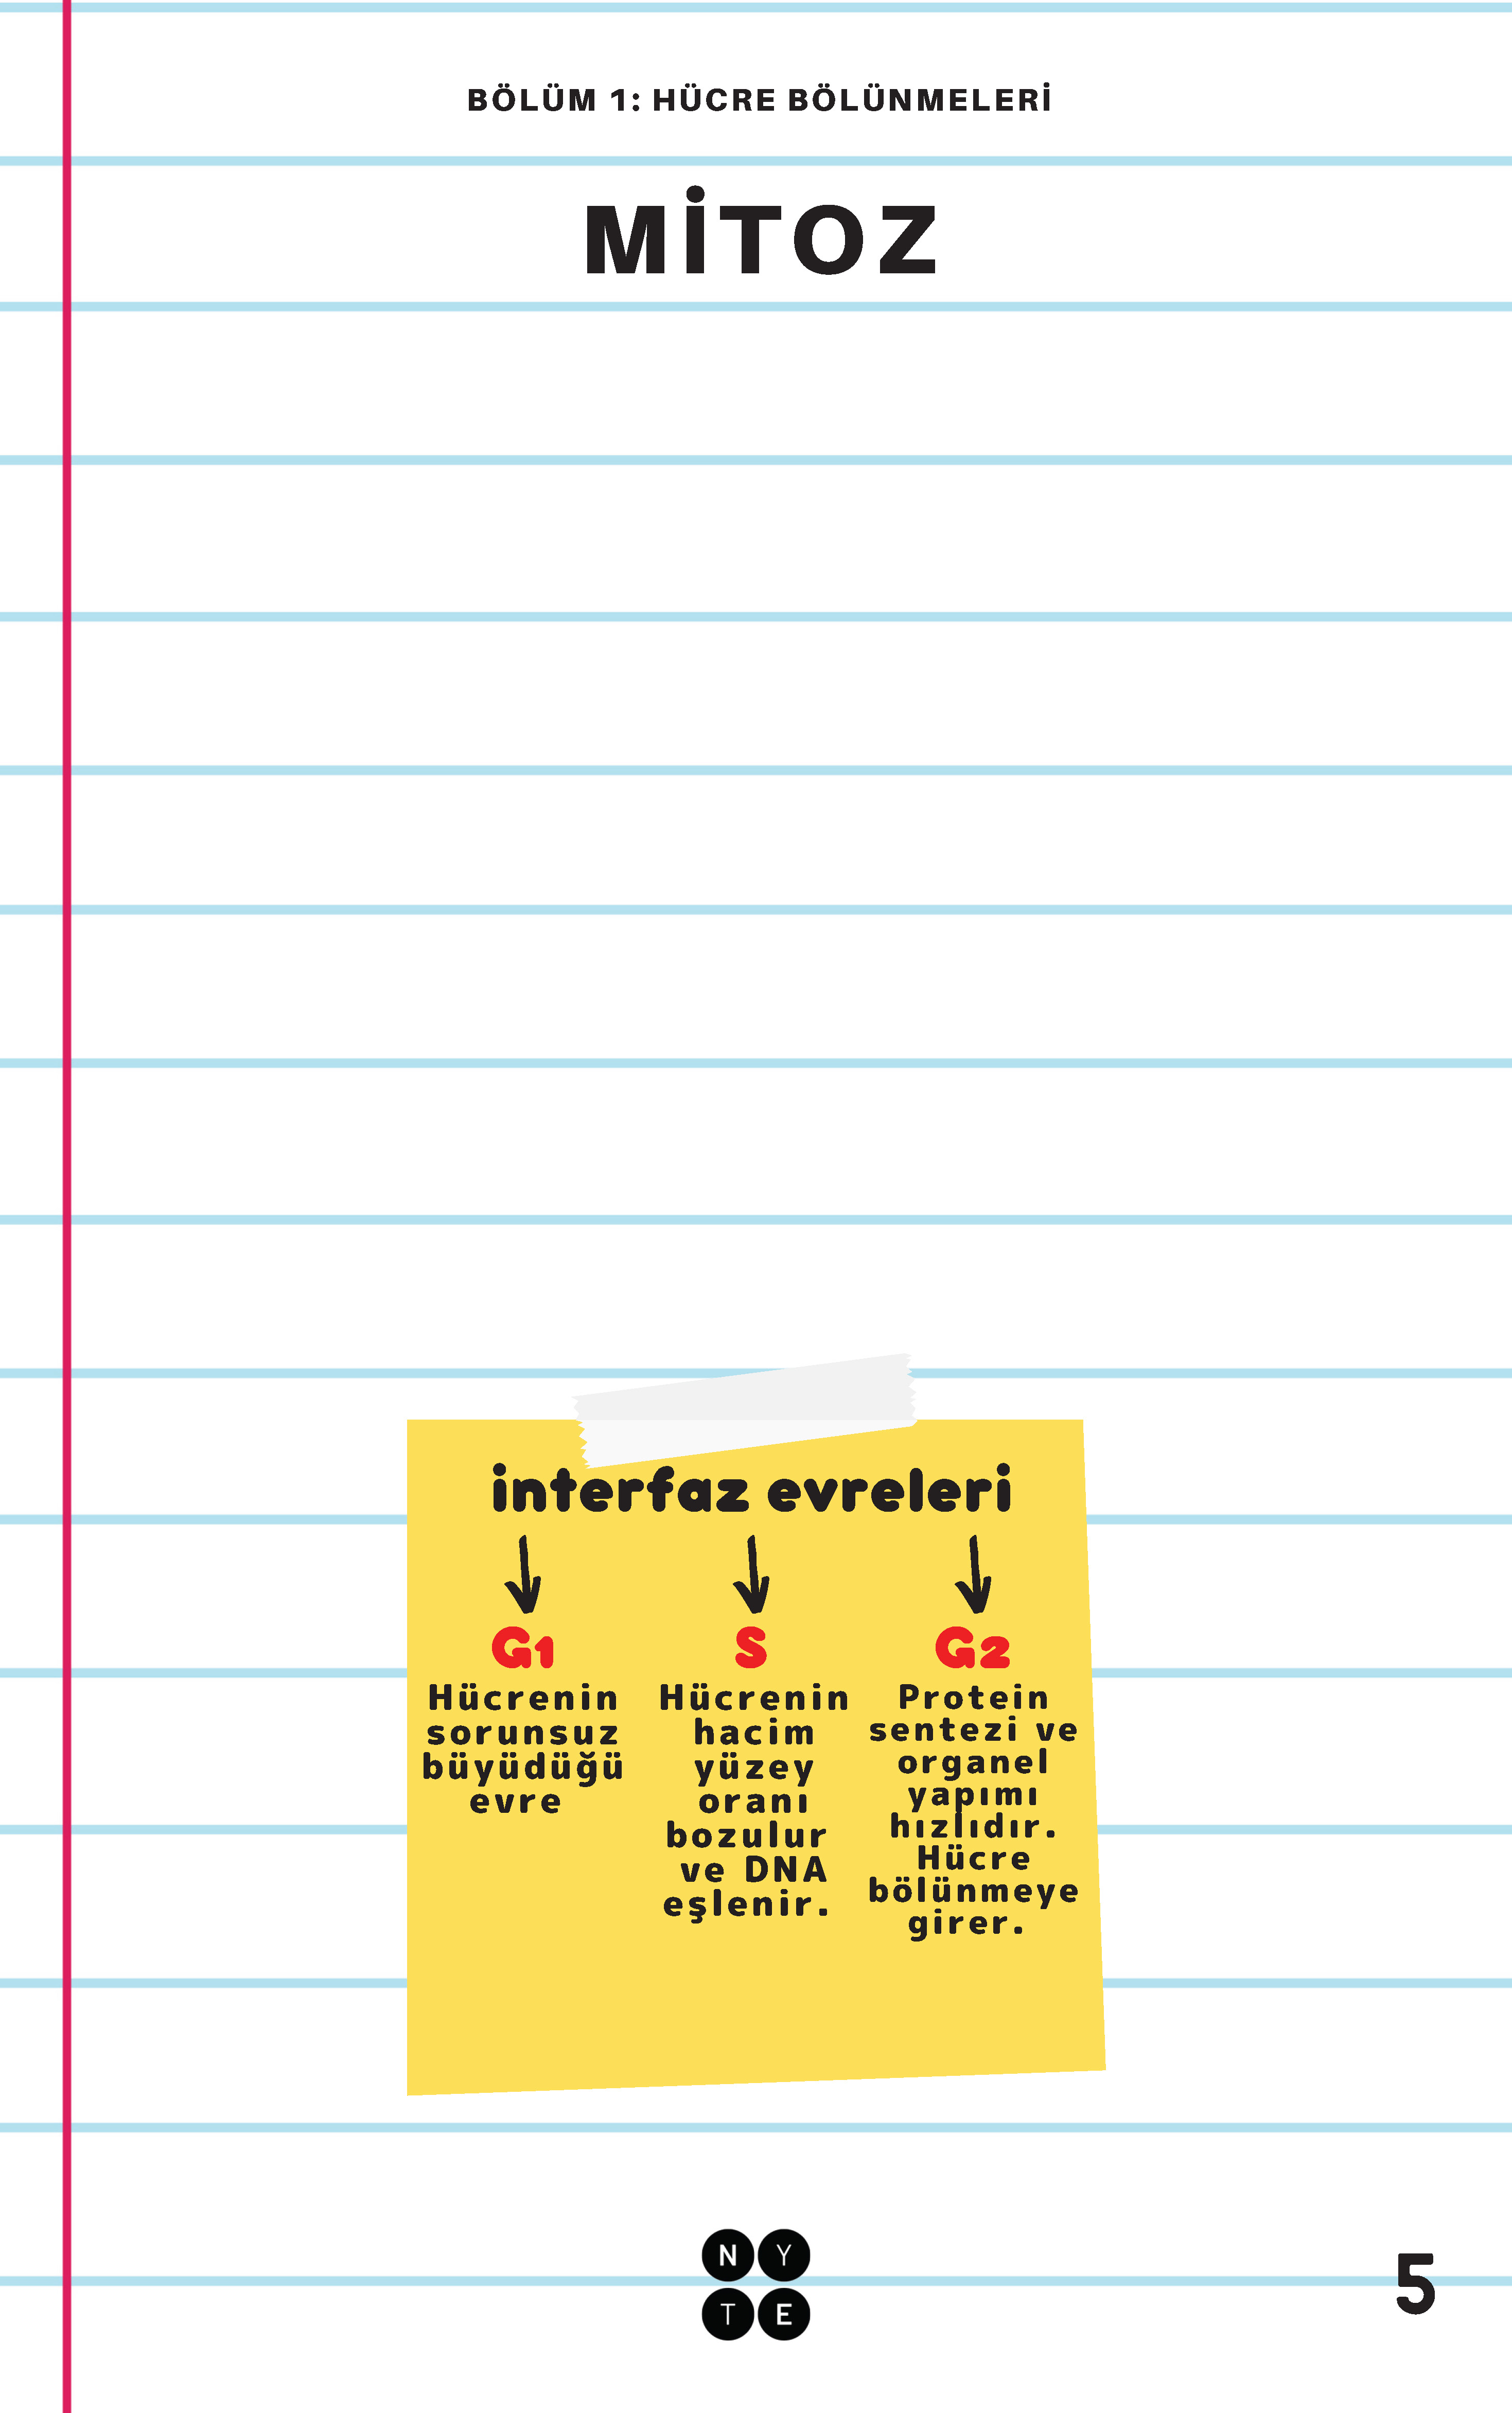 BÖLÜM 1: HÜCRE BÖLÜNMELERİ
MİTOZ
interfaz evreleri
G1
Hücrenin
sorunsuz
büyüdüğü
evre
S
Hücrenin
hacim
yüzey
oranı
bozulur
ve DNA
eşlenir.
G2
Protein
sentezi ve
organel
yapımı
hızlıdır.
Hücre
bölünmeye
girer.
N Y
T E
5